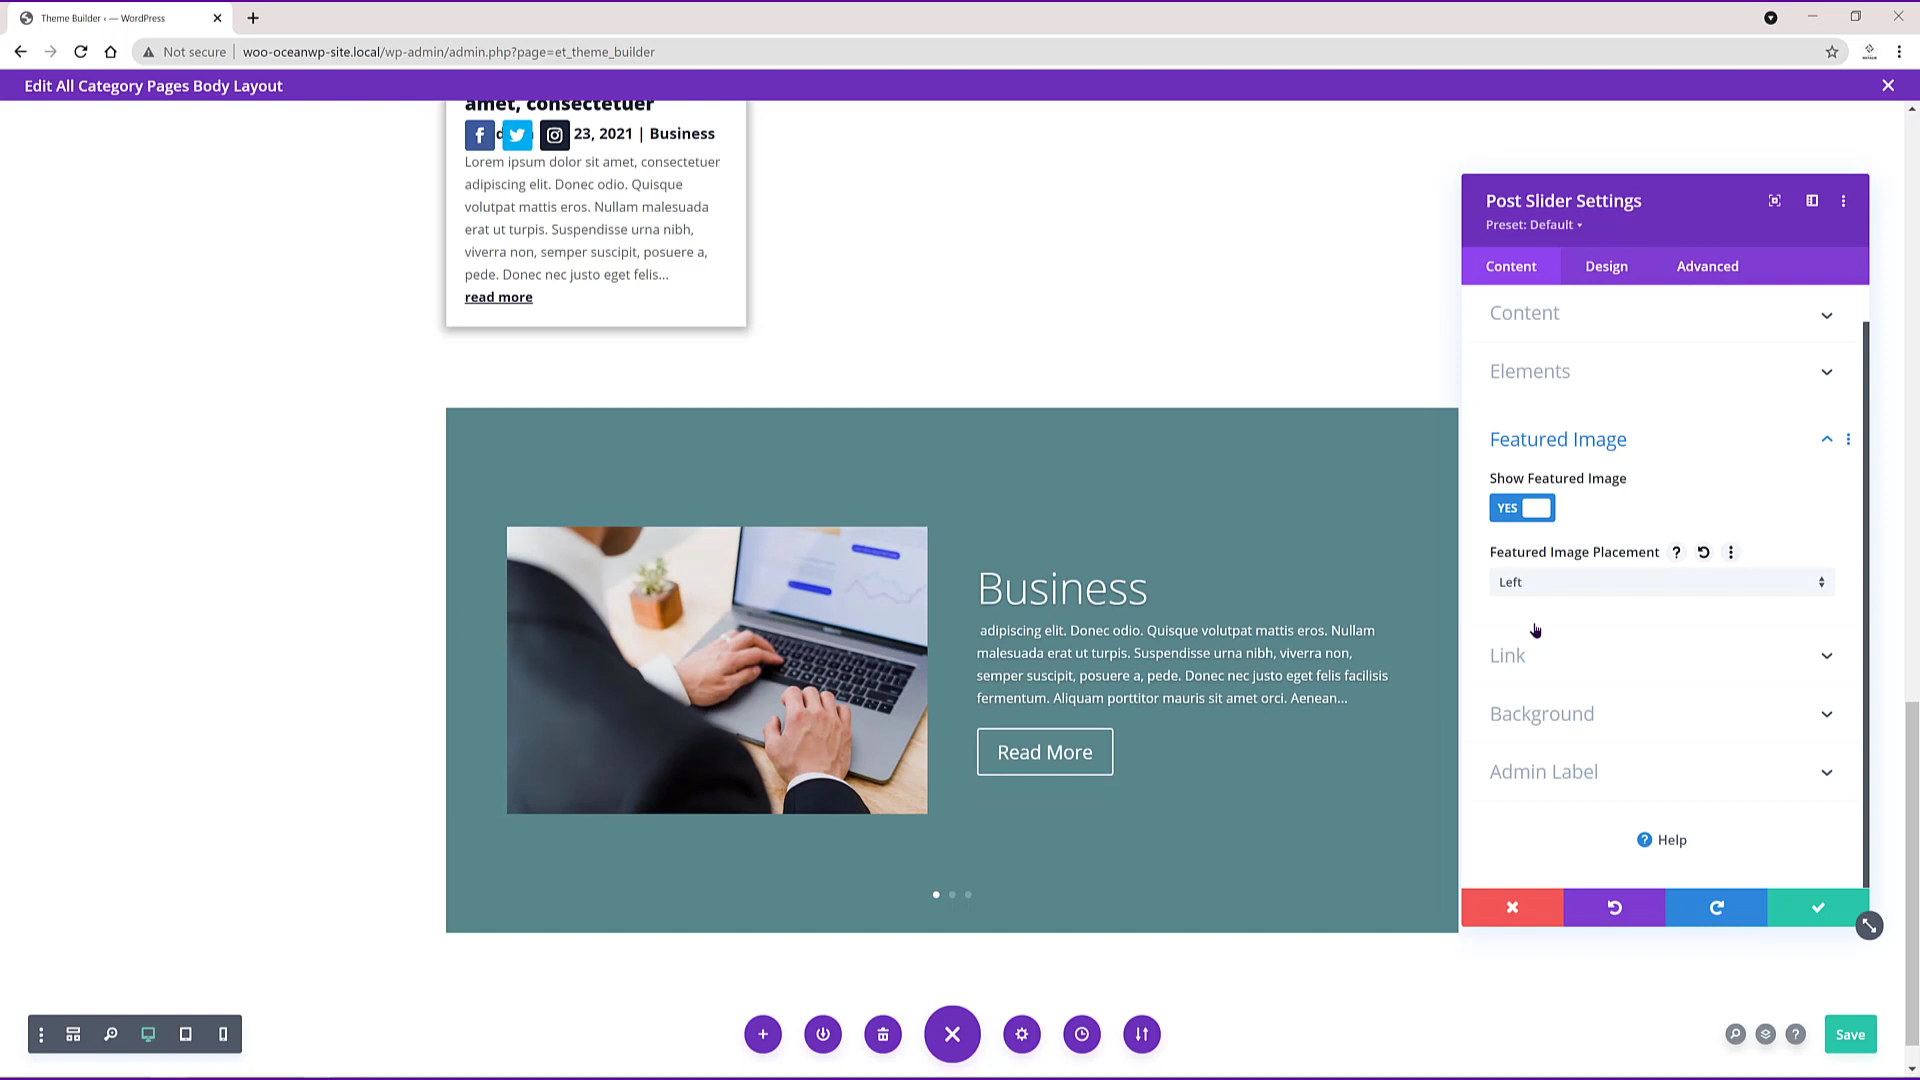 Theme Builder ‹ — WordPress
Not secure
woo-oceanwp-site.local/wp-admin/admin.php?page=et_theme_builder
Edit All Category Pages Body Layout
amet, consectetuer
23, 2021 | Business
Lorem ipsum dolor sit amet, consectetuer
adipiscing elit. Donec odio. Quisque
volutpat mattis eros. Nullam malesuada
erat ut turpis. Suspendisse urna nibh,
viverra non, semper suscipit, posuere a,
pede. Donec nec justo eget felis...
read more
Business
adipiscing elit. Donec odio. Quisque volutpat mattis eros. Nullam
malesuada erat ut turpis. Suspendisse urna nibh, viverra non,
semper suscipit, posuere a, pede. Donec nec justo eget felis facilisis
fermentum. Aliquam porttitor mauris sit amet orci. Aenean...
Read More
Post Slider Settings
Preset: Default
Content
Design
Advanced
Content
Elements
Featured Image
Show Featured Image
YES
Featured Image Placement
Left
Link
Background
Admin Label
Help
Save